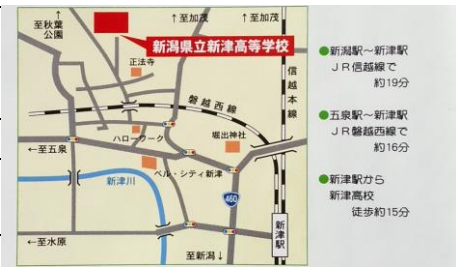 ↑至秋葉
公園
↑至加茂
↑至加茂
新潟県立新津高等学校
正法寺
信越本線
磐越西線
ハローワーク
堀出神社
←至五泉
ベル・シティ新津
新津川
460
新津駅
←至水原
至新潟↓
●新潟駅〜新津駅
JR信越線で
約19分
●五泉駅〜新津駅
JR磐越西線で
約16分
●新津駅から
新津高校
徒歩約15分